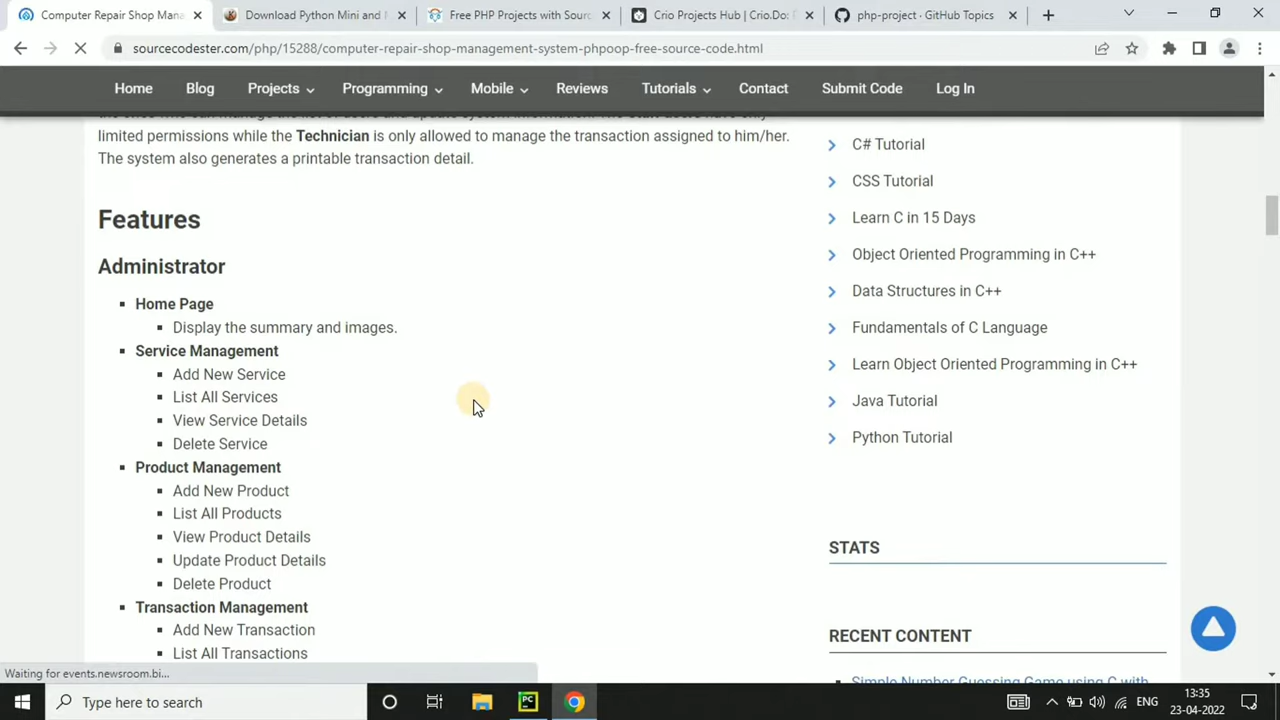 Computer Repair Shop Mana
Download Python Mini and
Free PHP Projects with Sourc
Crio Projects Hub | Crio.Do:
php-project · GitHub Topics
sourcecodester.com/php/15288/computer-repair-shop-management-system-phpoop-free-source-code.html
Home
Blog
Projects
Programming
Mobile
Reviews
Tutorials
Contact
Submit Code
Log In
limited permissions while the Technician is only allowed to manage the transaction assigned to him/her.
The system also generates a printable transaction detail.
Features
Administrator
Home Page
Display the summary and images.
Service Management
Add New Service
List All Services
View Service Details
Delete Service
Product Management
Add New Product
List All Products
View Product Details
Update Product Details
Delete Product
Transaction Management
Add New Transaction
List All Transactions
C# Tutorial
CSS Tutorial
Learn C in 15 Days
Object Oriented Programming in C++
Data Structures in C++
Fundamentals of C Language
Learn Object Oriented Programming in C++
Java Tutorial
Python Tutorial
STATS
RECENT CONTENT
Simple Number Guessing Game using C with
Waiting for events.newsroom.bi...
Type here to search
PC
ENG
13:35
23-04-2022